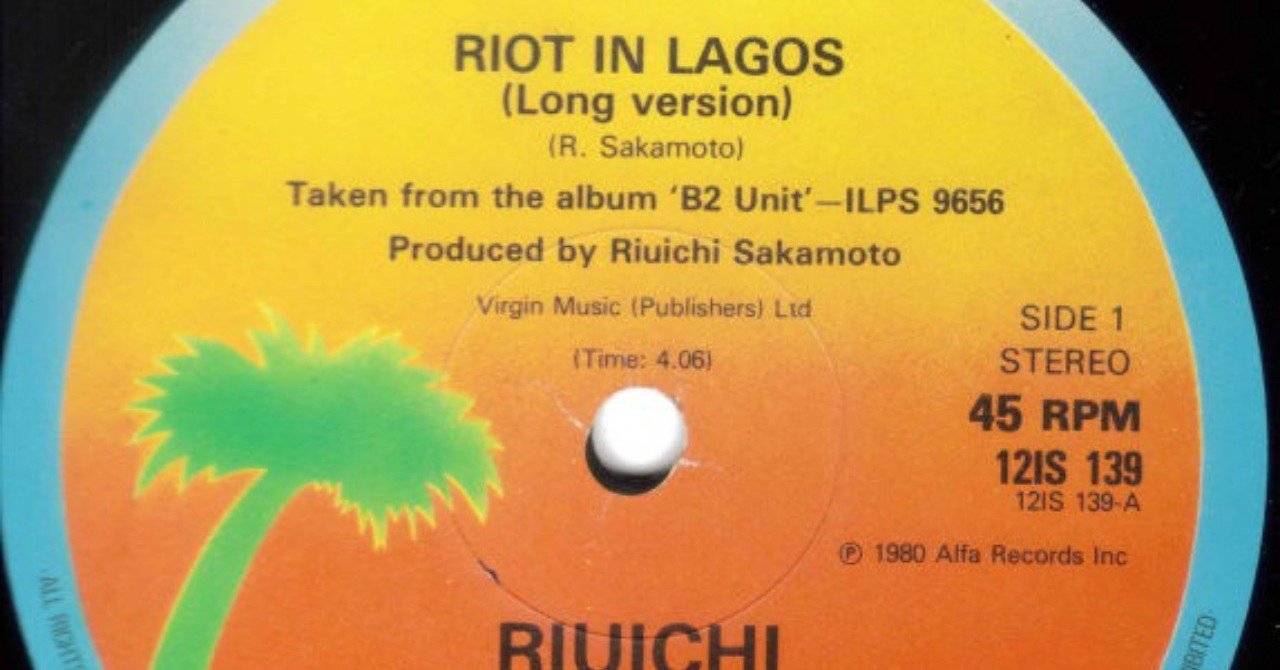 RIOT IN LAGOS
(Long version)
(R. Sakamoto)
Taken from the album ‘B2 Unit’—ILPS 9656
Produced by Riuichi Sakamoto
Virgin Music (Publishers) Ltd
(Time: 4.06)
SIDE 1
STEREO
45 RPM
12IS 139
12IS 139-A
Ⓟ 1980 Alfa Records Inc
RIUICHI